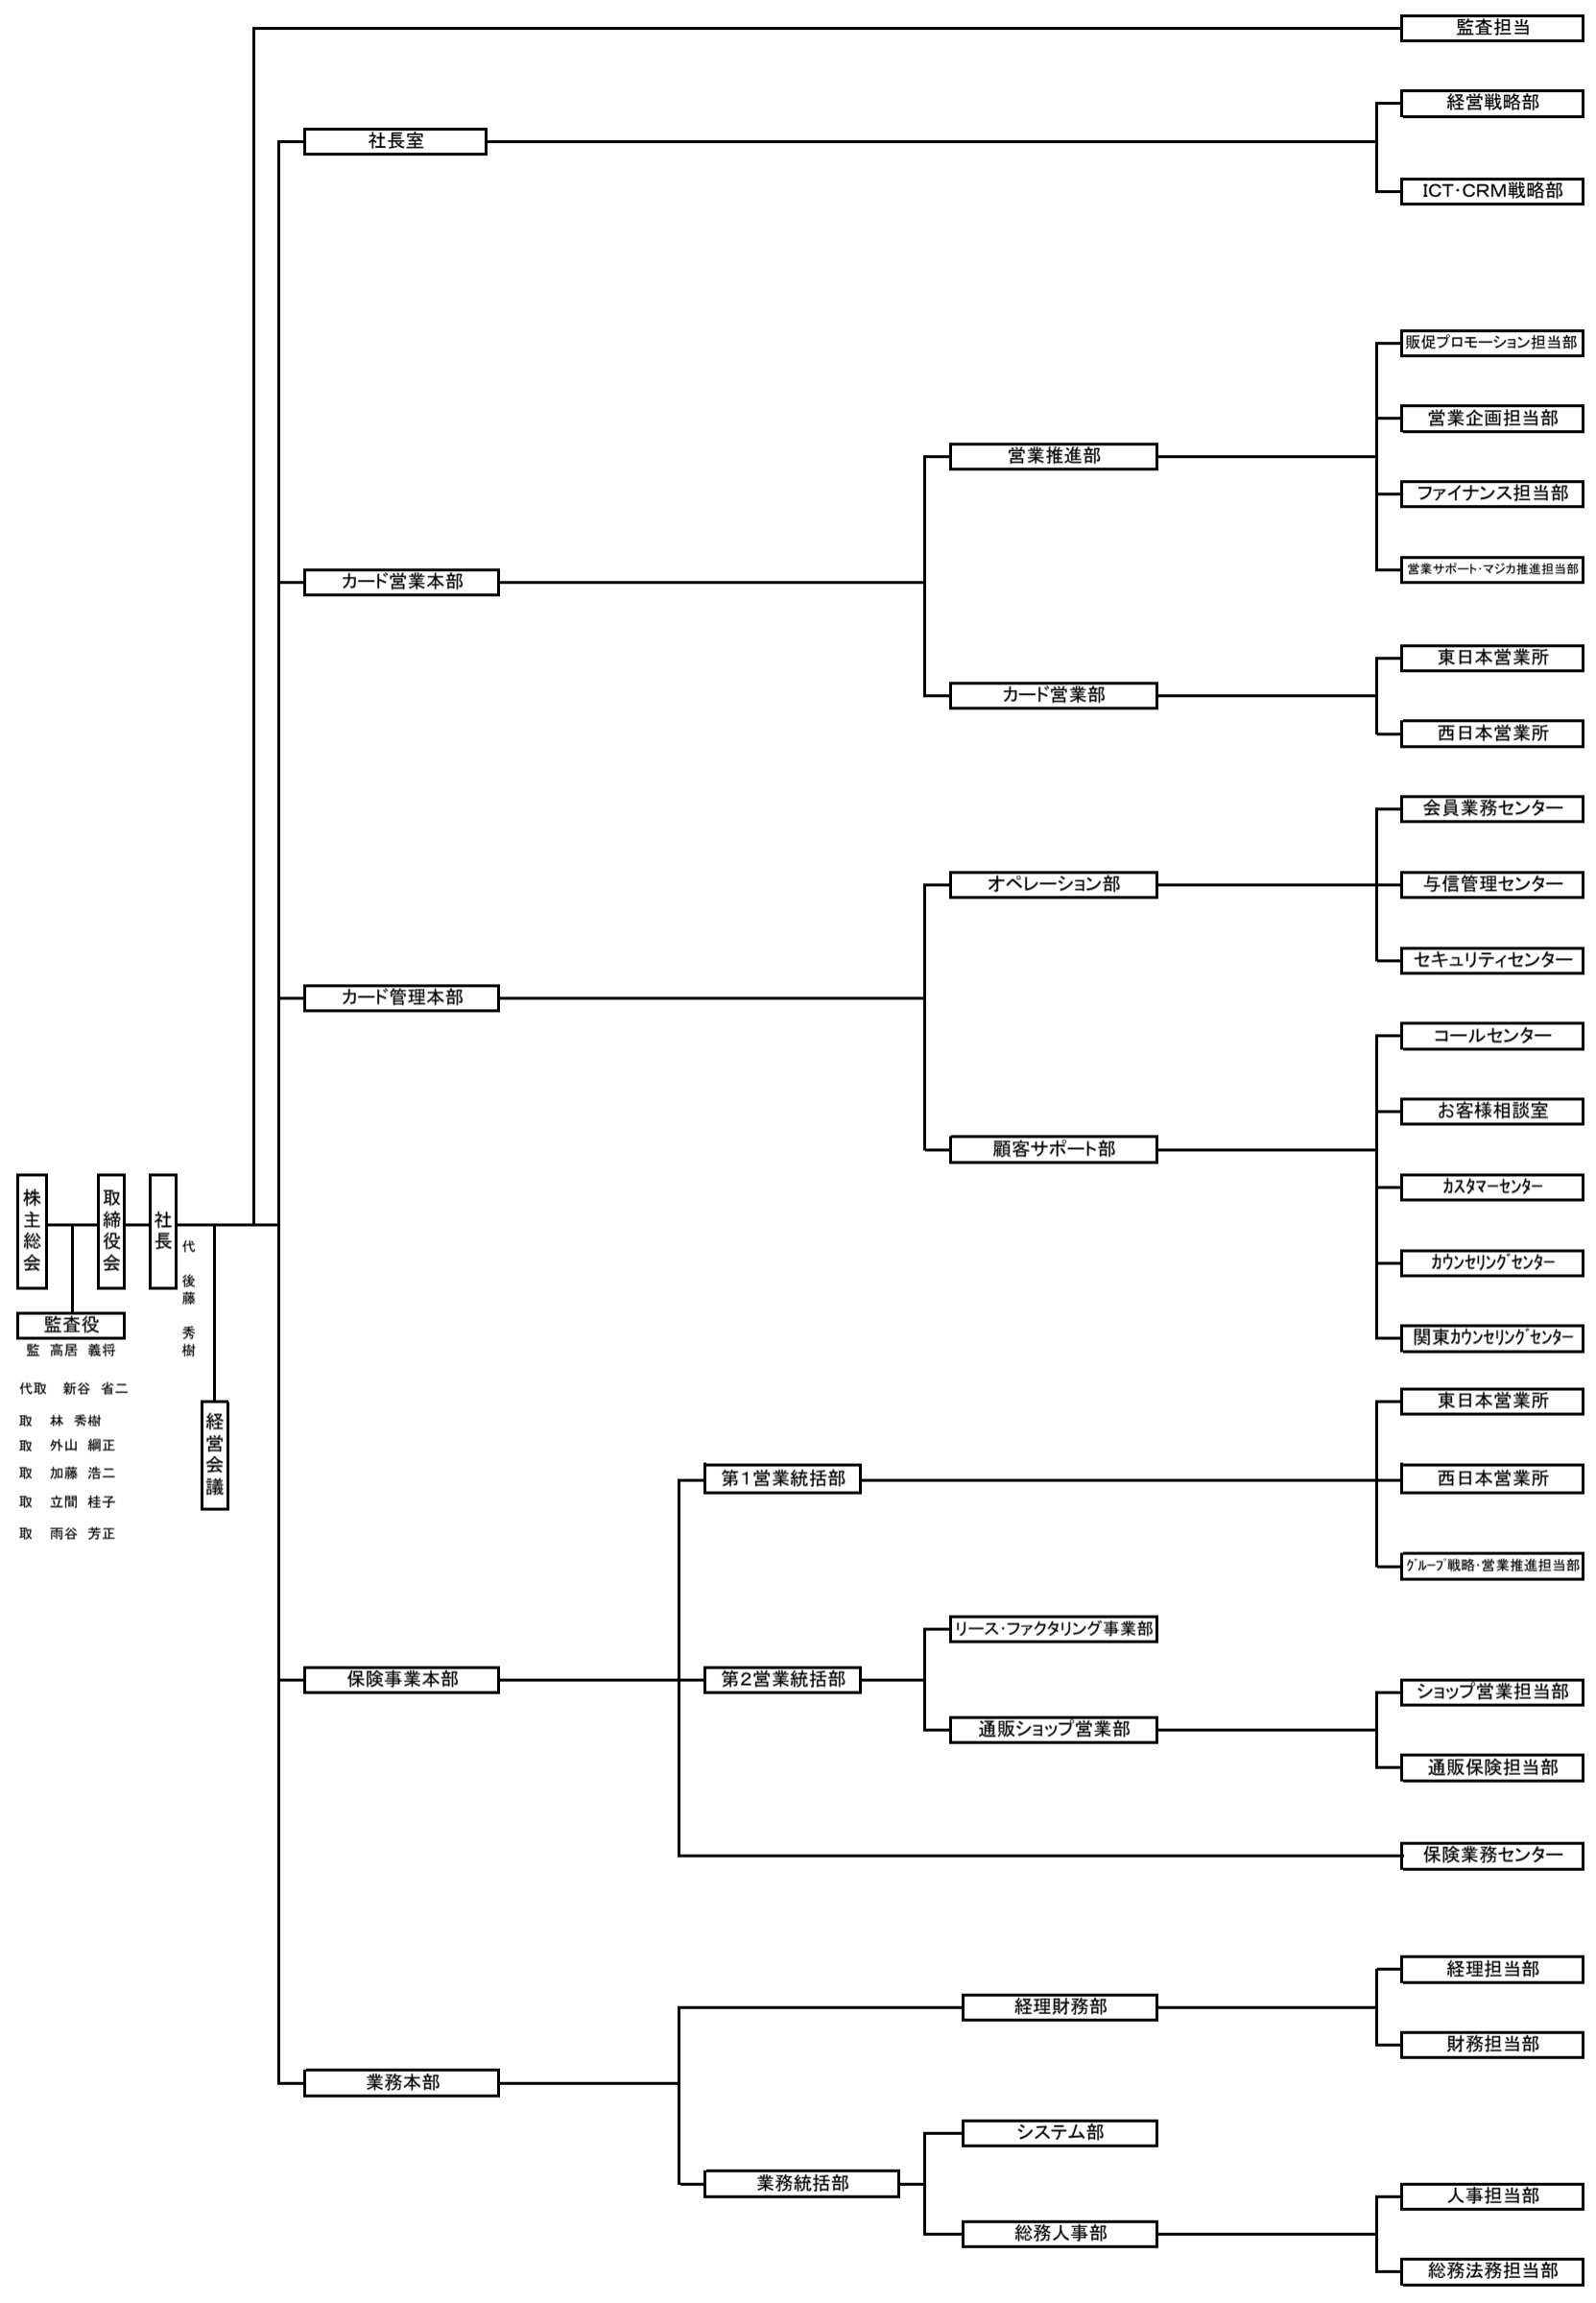 監査担当
経営戦略部
社長室
ICT･CRM戦略部
販促プロモーション担当部
営業企画担当部
営業推進部
ファイナンス担当部
営業サポート･マジカ推進担当部
カード営業本部
東日本営業所
カード営業部
西日本営業所
会員業務センター
オペレーション部
与信管理センター
セキュリティセンター
カード管理本部
コールセンター
お客様相談室
顧客サポート部
カスタマーセンター
カウンセリングセンター
関東カウンセリングセンター
株主総会
取締役会
社長
代 後藤 秀樹
監査役
監 高居 義将
代取 新谷 省二
取 林 秀樹
取 外山 綱正
取 加藤 浩二
取 立間 桂子
取 雨谷 芳正
経営会議
東日本営業所
第1営業統括部
西日本営業所
グループ戦略･営業推進担当部
リース･ファクタリング事業部
保険事業本部
第2営業統括部
ショップ営業担当部
通販ショップ営業部
通販保険担当部
保険業務センター
経理担当部
経理財務部
財務担当部
業務本部
システム部
業務統括部
人事担当部
総務人事部
総務法務担当部